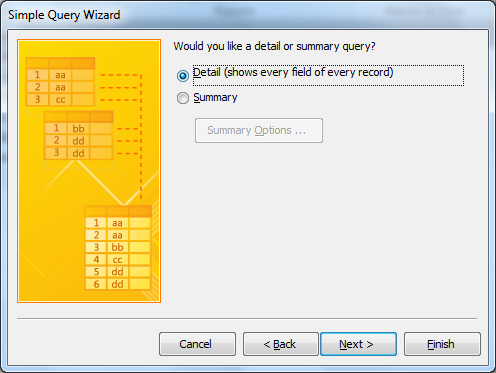 Simple Query Wizard
Would you like a detail or summary query?
Detail (shows every field of every record)
Summary
Summary Options ...
1 aa
2 aa
3 cc
1 bb
2 dd
3 dd
1 aa
2 aa
3 bb
4 cc
5 dd
6 dd
Cancel
< Back
Next >
Finish